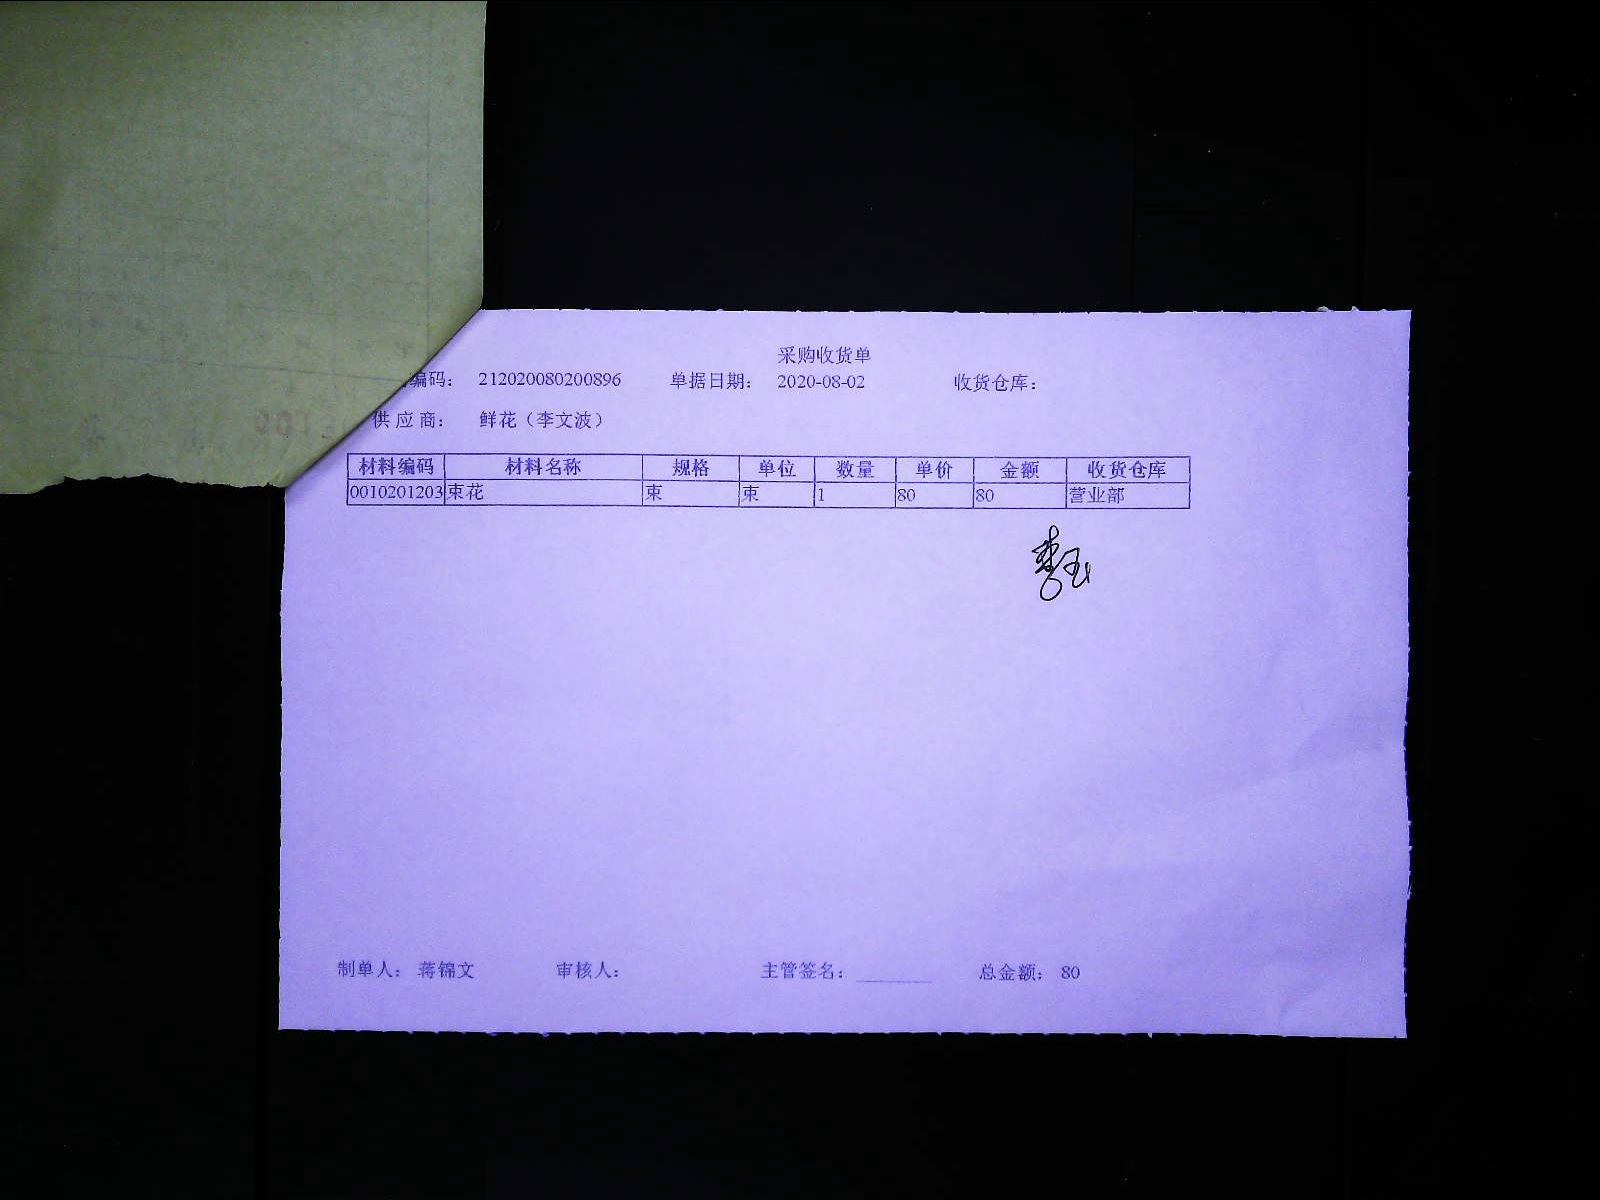 采购收货单
编码: 212020080200896 单据日期: 2020-08-02 收货仓库:
供应商: 鲜花（李文波）
材料编码 材料名称 规格 单位 数量 单价 金额 收货仓库
0010201203 束花 束 束 1 80 80 营业部
制单人: 蒋锦文 审核人: 主管签名: 总金额: 80